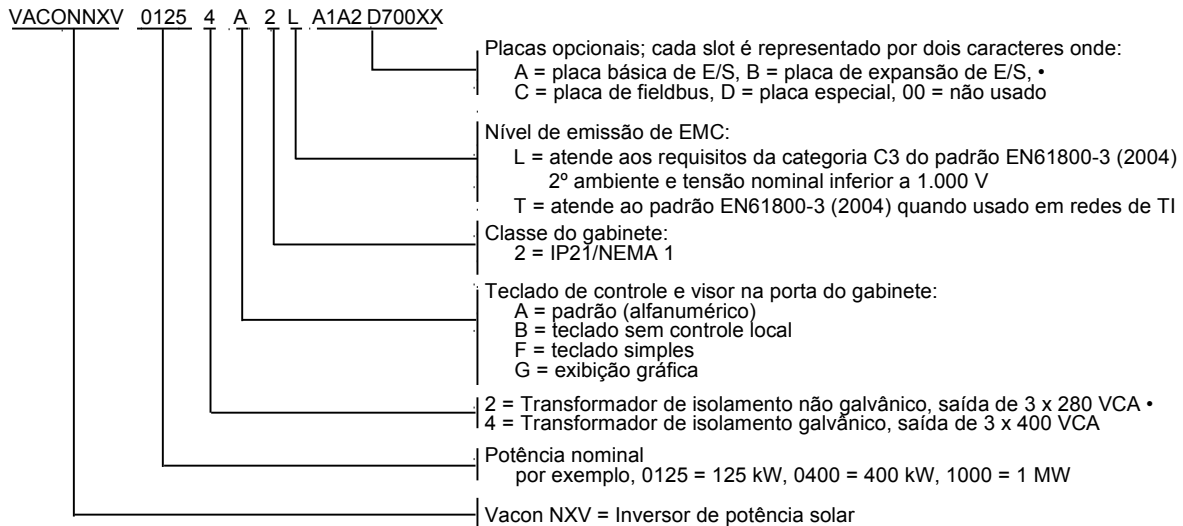 VACONNXV 0125 4 A 2 L A1A2 D700XX
Placas opcionais; cada slot é representado por dois caracteres onde:
A = placa básica de E/S, B = placa de expansão de E/S, •
C = placa de fieldbus, D = placa especial, 00 = não usado
Nível de emissão de EMC:
L = atende aos requisitos da categoria C3 do padrão EN61800-3 (2004)
2º ambiente e tensão nominal inferior a 1.000 V
T = atende ao padrão EN61800-3 (2004) quando usado em redes de TI
Classe do gabinete:
2 = IP21/NEMA 1
Teclado de controle e visor na porta do gabinete:
A = padrão (alfanumérico)
B = teclado sem controle local
F = teclado simples
G = exibição gráfica
2 = Transformador de isolamento não galvânico, saída de 3 x 280 VCA •
4 = Transformador de isolamento galvânico, saída de 3 x 400 VCA
Potência nominal
por exemplo, 0125 = 125 kW, 0400 = 400 kW, 1000 = 1 MW
Vacon NXV = Inversor de potência solar